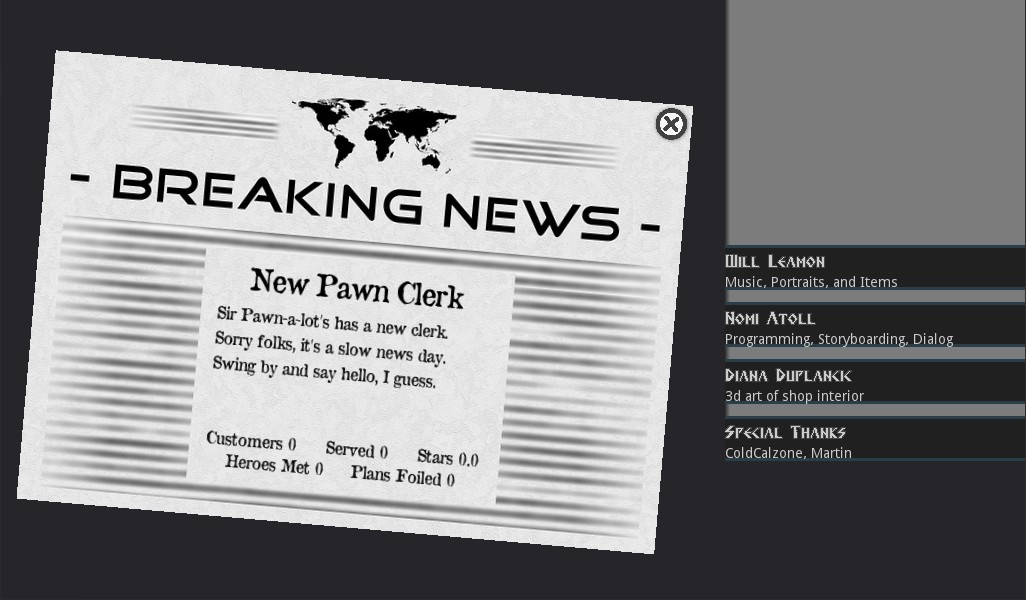 - BREAKING NEWS -
New Pawn Clerk
Sir Pawn-a-lot's has a new clerk.
Sorry folks, it's a slow news day.
Swing by and say hello, I guess.
Customers 0 Served 0 Stars 0.0
Heroes Met 0 Plans Foiled 0
Will Leamon
Music, Portraits, and Items
Nomi Atoll
Programming, Storyboarding, Dialog
Diana Duplanck
3d art of shop interior
Special Thanks
ColdCalzone, Martin